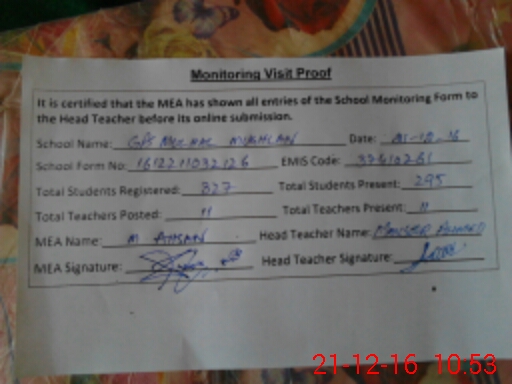 Monitoring Visit Proof
It is certified that the MEA has shown all entries of the School Monitoring Form to
the Head Teacher before its online submission.
School Name: GPS Date:
School Form No: EMIS Code:
Total Students Registered: 327 Total Students Present: 295
Total Teachers Posted: 11 Total Teachers Present: 11
MEA Name: M AHSAN Head Teacher Name:
MEA Signature: Head Teacher Signature:
21-12-16 10:53